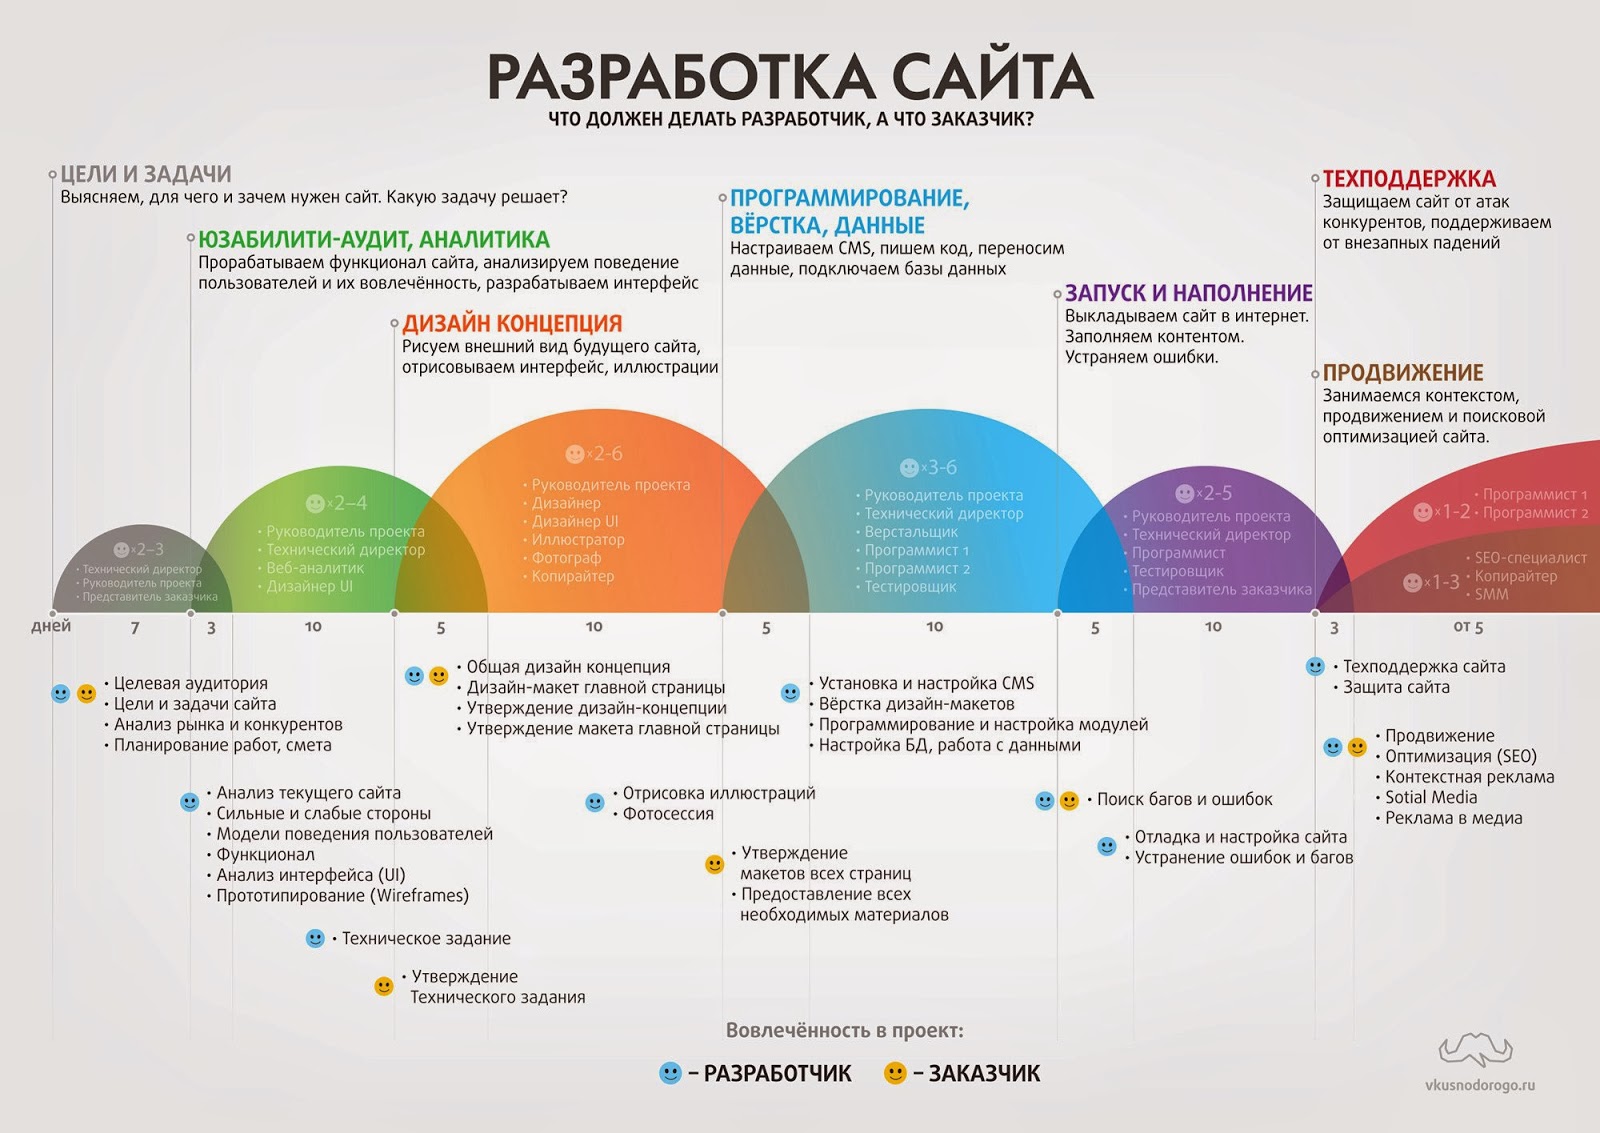 РАЗРАБОТКА САЙТА
ЧТО ДОЛЖЕН ДЕЛАТЬ РАЗРАБОТЧИК, А ЧТО ЗАКАЗЧИК?
ЦЕЛИ И ЗАДАЧИ
Выясняем, для чего и зачем нужен сайт. Какую задачу решает?
ЮЗАБИЛИТИ-АУДИТ, АНАЛИТИКА
Прорабатываем функционал сайта, анализируем поведение
пользователей и их вовлечённость, разрабатываем интерфейс
ДИЗАЙН КОНЦЕПЦИЯ
Рисуем внешний вид будущего сайта,
отрисовываем интерфейс, иллюстрации
ПРОГРАММИРОВАНИЕ,
ВЁРСТКА, ДАННЫЕ
Настраиваем CMS, пишем код, переносим
данные, подключаем базы данных
ЗАПУСК И НАПОЛНЕНИЕ
Выкладываем сайт в интернет.
Заполняем контентом.
Устраняем ошибки.
ТЕХПОДДЕРЖКА
Защищаем сайт от атак
конкурентов, поддерживаем
от внезапных падений
ПРОДВИЖЕНИЕ
Занимаемся контекстом,
продвижением и поисковой
оптимизацией сайта.
x2–3
• Технический директор
• Руководитель проекта
• Представитель заказчика
x2–4
• Руководитель проекта
• Технический директор
• Веб-аналитик
• Дизайнер UI
x2-6
• Руководитель проекта
• Дизайнер
• Дизайнер UI
• Иллюстратор
• Фотограф
• Копирайтер
x3-6
• Руководитель проекта
• Технический директор
• Верстальщик
• Программист 1
• Программист 2
• Тестировщик
x2-5
• Руководитель проекта
• Технический директор
• Программист
• Тестировщик
• Представитель заказчика
x1-2
• Программист 1
• Программист 2
x1-3
• SEO-специалист
• Копирайтер
• SMM
дней 7 3 10 5 10 5 10 5 10 3 от 5
• Целевая аудитория
• Цели и задачи сайта
• Анализ рынка и конкурентов
• Планирование работ, смета
• Анализ текущего сайта
• Сильные и слабые стороны
• Модели поведения пользователей
• Функционал
• Анализ интерфейса (UI)
• Прототипирование (Wireframes)
• Техническое задание
• Утверждение
Технического задания
• Общая дизайн концепция
• Дизайн-макет главной страницы
• Утверждение дизайн-концепции
• Утверждение макета главной страницы
• Отрисовка иллюстраций
• Фотосессия
• Утверждение
макетов всех страниц
• Предоставление всех
необходимых материалов
• Установка и настройка CMS
• Вёрстка дизайн-макетов
• Программирование и настройка модулей
• Настройка БД, работа с данными
• Поиск багов и ошибок
• Отладка и настройка сайта
• Устранение ошибок и багов
• Техподдержка сайта
• Защита сайта
• Продвижение
• Оптимизация (SEO)
• Контекстная реклама
• Sotial Media
• Реклама в медиа
Вовлечённость в проект:
– РАЗРАБОТЧИК
– ЗАКАЗЧИК
vkusnodorogo.ru